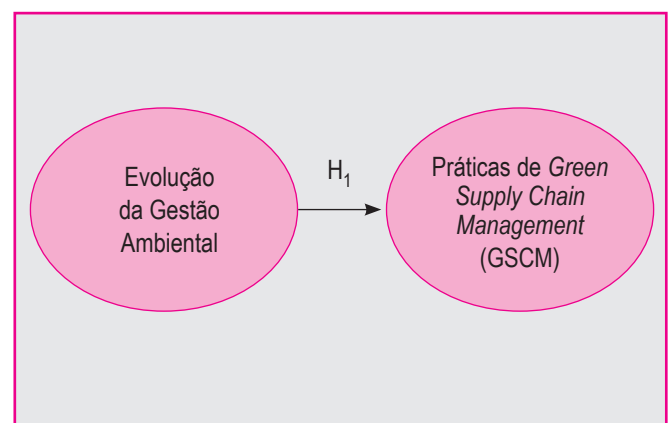 Evolução
da Gestão
Ambiental
H₁
Práticas de Green
Supply Chain
Management
(GSCM)